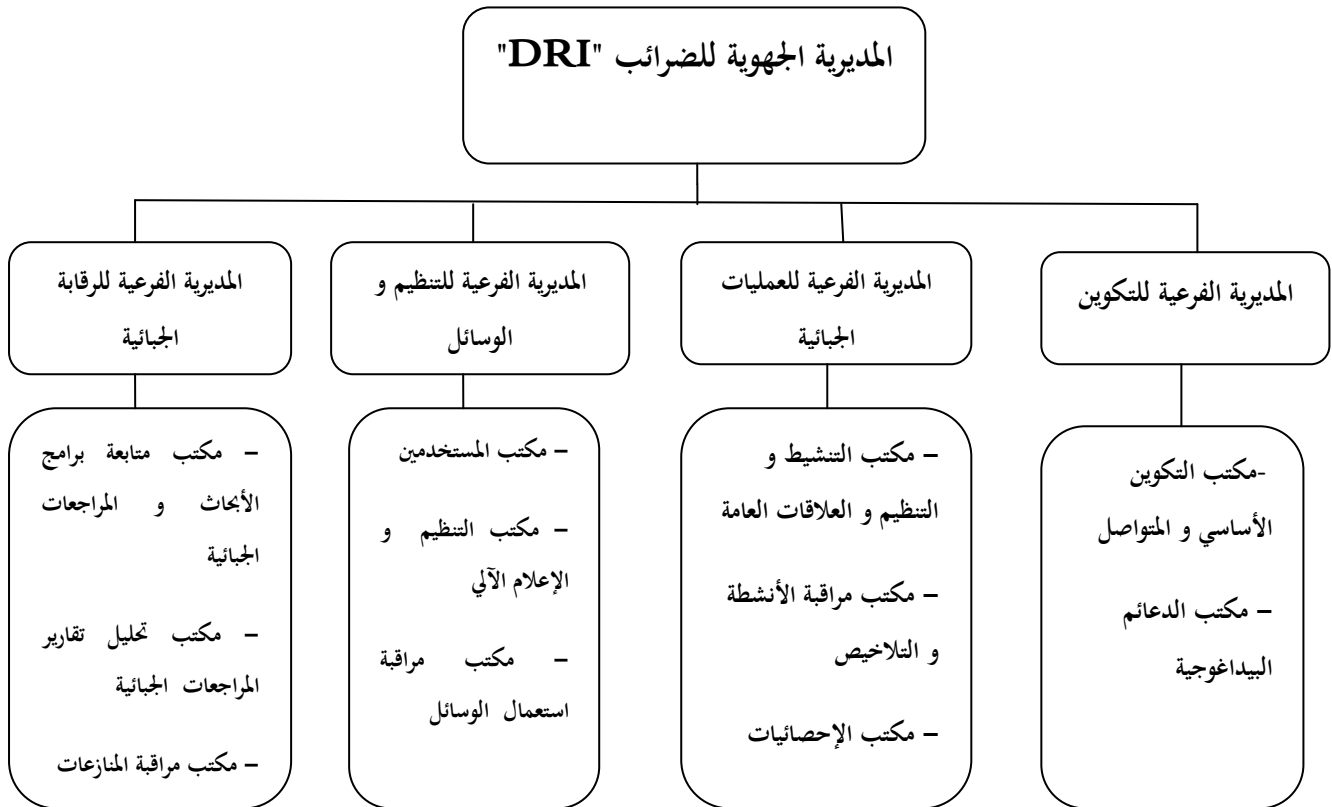 المديرية الجهوية للضرائب "DRI"
المديرية الفرعية للتكوين
المديرية الفرعية للعمليات
الجبائية
المديرية الفرعية للتنظيم و
الوسائل
المديرية الفرعية للرقابة
الجبائية
-مكتب التكوين
الأساسي و المتواصل
– مكتب الدعائم
البيداغوجية
– مكتب التنشيط و
التنظيم و العلاقات العامة
– مكتب مراقبة الأنشطة
و التلاخيص
– مكتب الإحصائيات
– مكتب المستخدمين
– مكتب التنظيم و
الإعلام الآلي
– مكتب مراقبة
استعمال الوسائل
– مكتب متابعة برامج
الأبحاث و المراجعات
الجبائية
– مكتب تحليل تقارير
المراجعات الجبائية
– مكتب مراقبة المنازعات